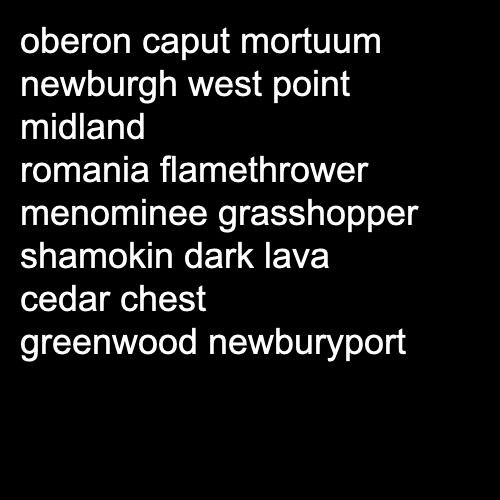 oberon caput mortuum
newburgh west point
midland
romania flamethrower
menominee grasshopper
shamokin dark lava
cedar chest
greenwood newburyport